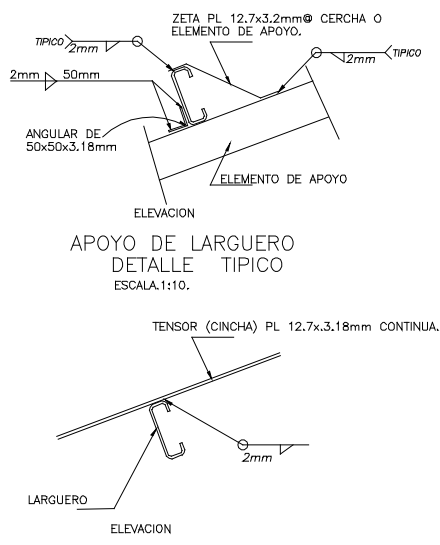 ZETA PL 12.7x3.2mm@ CERCHA O
ELEMENTO DE APOYO.
TIPICO
2mm
2mm
TIPICO
2mm 50mm
ANGULAR DE
50x50x3.18mm
ELEMENTO DE APOYO
ELEVACION
APOYO DE LARGUERO
DETALLE TIPICO
ESCALA.1:10.
TENSOR (CINCHA) PL 12.7x.3.18mm CONTINUA.
2mm
LARGUERO
ELEVACION